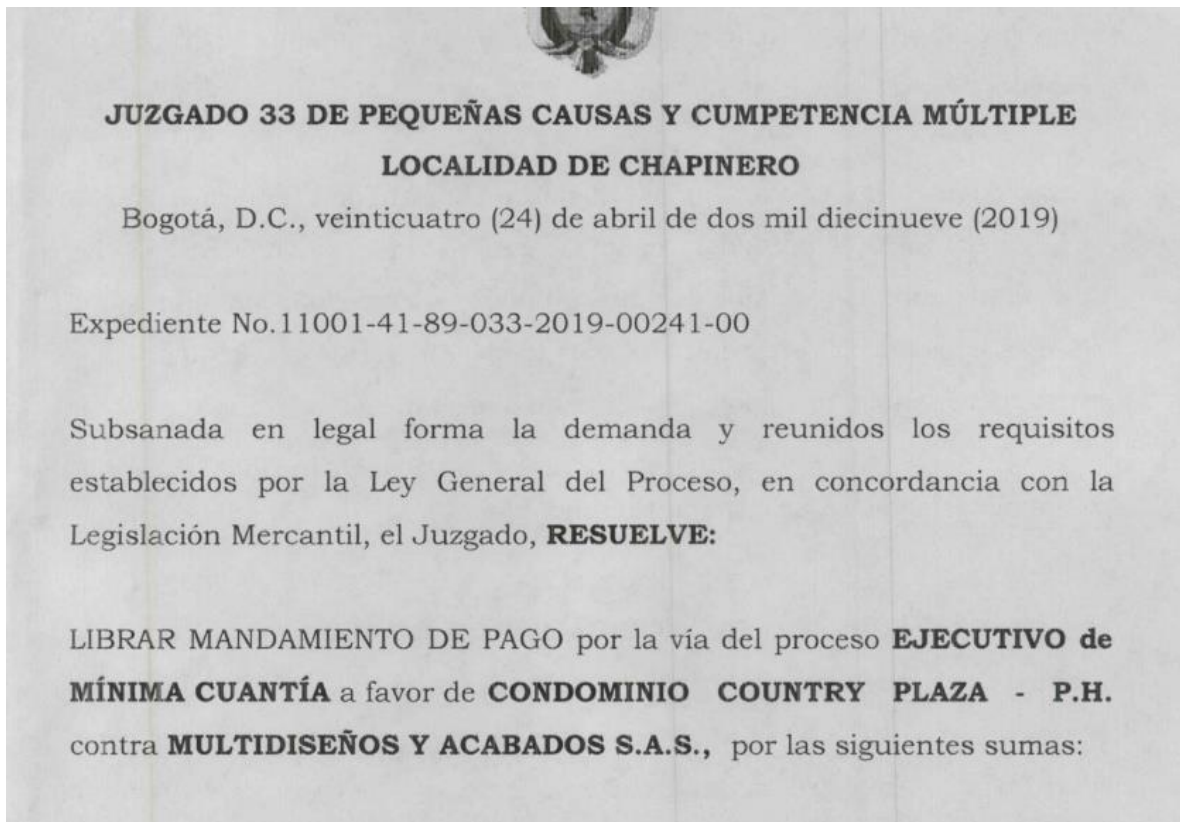 JUZGADO 33 DE PEQUEÑAS CAUSAS Y CUMPETENCIA MÚLTIPLE
LOCALIDAD DE CHAPINERO
Bogotá, D.C., veinticuatro (24) de abril de dos mil diecinueve (2019)
Expediente No.11001-41-89-033-2019-00241-00
Subsanada en legal forma la demanda y reunidos los requisitos
establecidos por la Ley General del Proceso, en concordancia con la
Legislación Mercantil, el Juzgado, RESUELVE:
LIBRAR MANDAMIENTO DE PAGO por la vía del proceso EJECUTIVO de
MÍNIMA CUANTÍA a favor de CONDOMINIO COUNTRY PLAZA - P.H.
contra MULTIDISEÑOS Y ACABADOS S.A.S., por las siguientes sumas: